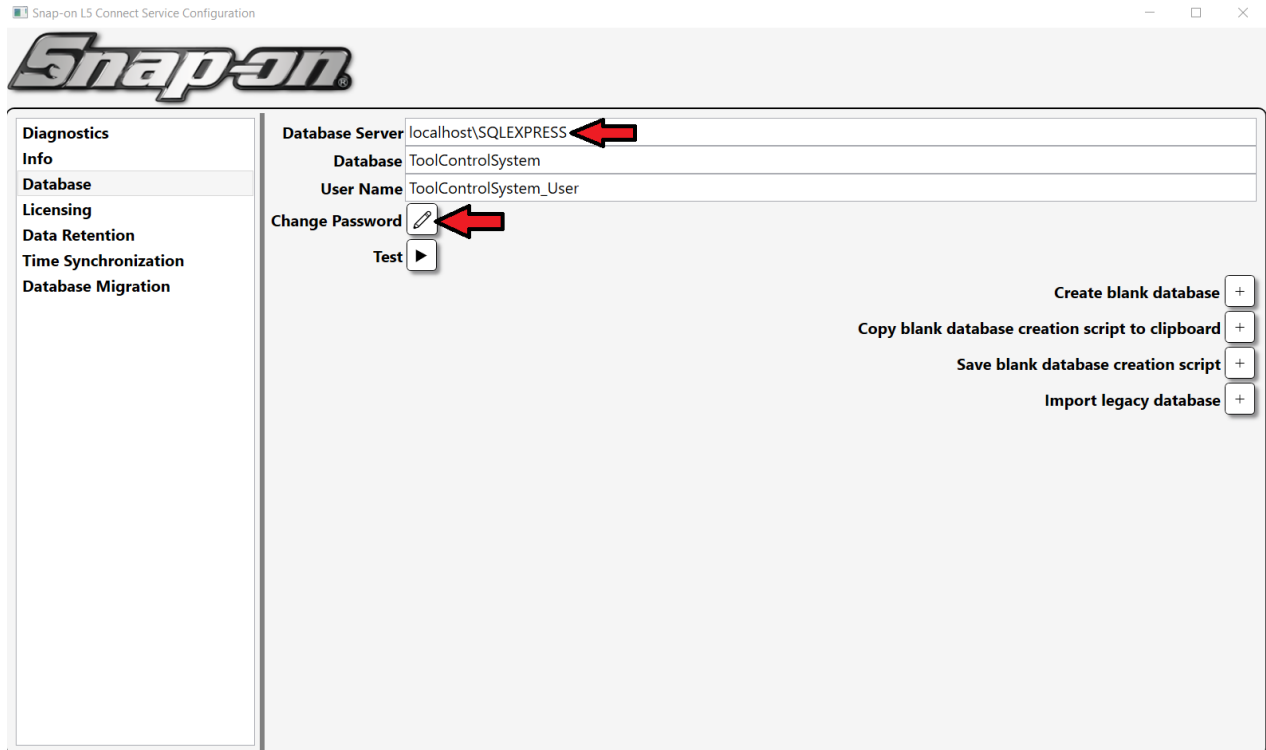 Snap-on L5 Connect Service Configuration
Snap-on®
Diagnostics
Info
Database
Licensing
Data Retention
Time Synchronization
Database Migration
Database Server localhost\SQLEXPRESS
Database ToolControlSystem
User Name ToolControlSystem_User
Change Password
Test
Create blank database +
Copy blank database creation script to clipboard +
Save blank database creation script +
Import legacy database +